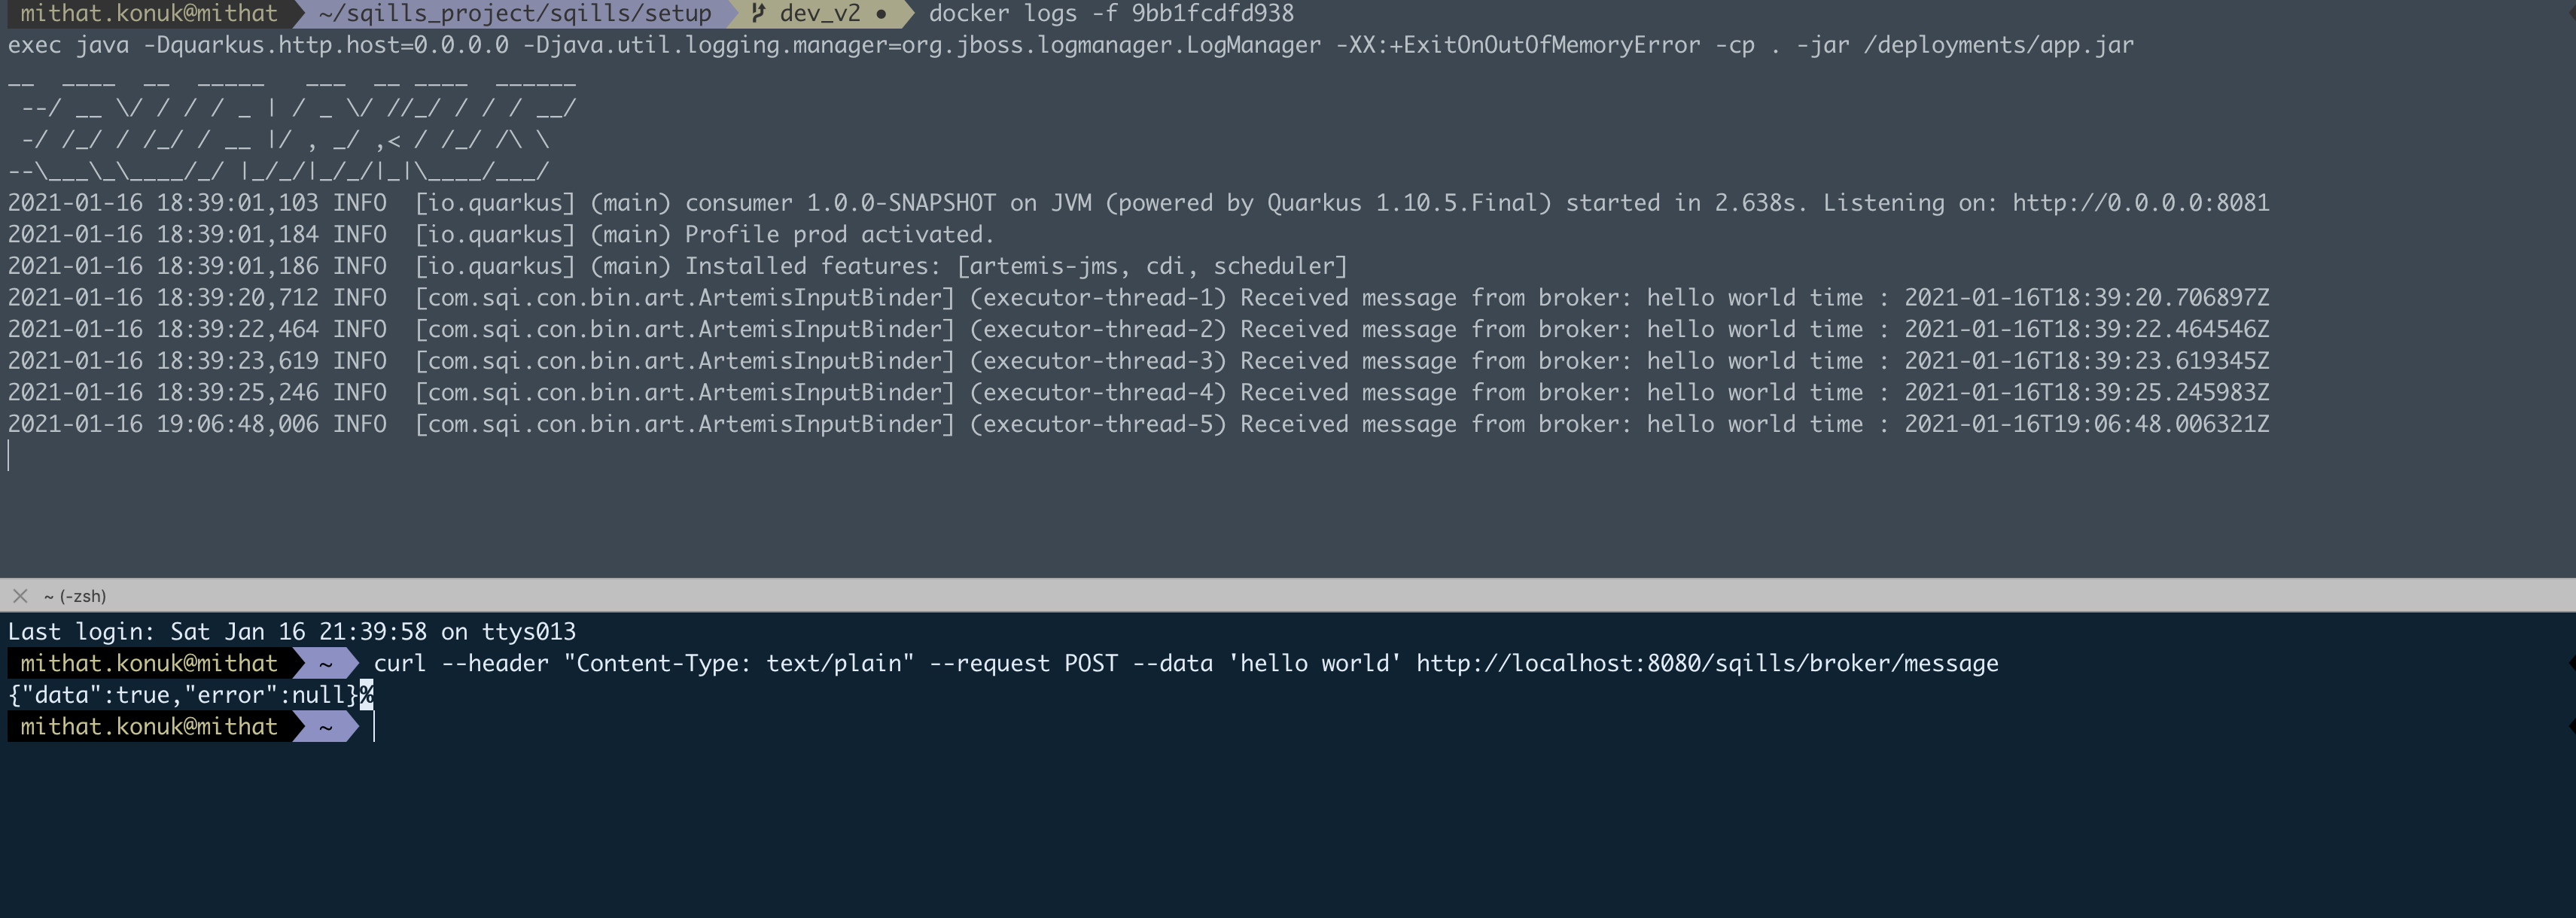 mithat.konuk@mithat ~/sqills_project/sqills/setup dev_v2 ● docker logs -f 9bb1fcdfd938
exec java -Dquarkus.http.host=0.0.0.0 -Djava.util.logging.manager=org.jboss.logmanager.LogManager -XX:+ExitOnOutOfMemoryError -cp . -jar /deployments/app.jar
__  ____  __  _____   ___  __ ____  ______
 --/ __ \/ / / / _ | / _ \/ //_/ / / / __/
 -/ /_/ / /_/ / __ |/ , _/ ,< / /_/ /\ \
--\___\_\____/_/ |_/_/|_/_/|_|\____/___/
2021-01-16 18:39:01,103 INFO  [io.quarkus] (main) consumer 1.0.0-SNAPSHOT on JVM (powered by Quarkus 1.10.5.Final) started in 2.638s. Listening on: http://0.0.0.0:8081
2021-01-16 18:39:01,184 INFO  [io.quarkus] (main) Profile prod activated.
2021-01-16 18:39:01,186 INFO  [io.quarkus] (main) Installed features: [artemis-jms, cdi, scheduler]
2021-01-16 18:39:20,712 INFO  [com.sqi.con.bin.art.ArtemisInputBinder] (executor-thread-1) Received message from broker: hello world time : 2021-01-16T18:39:20.706897Z
2021-01-16 18:39:22,464 INFO  [com.sqi.con.bin.art.ArtemisInputBinder] (executor-thread-2) Received message from broker: hello world time : 2021-01-16T18:39:22.464546Z
2021-01-16 18:39:23,619 INFO  [com.sqi.con.bin.art.ArtemisInputBinder] (executor-thread-3) Received message from broker: hello world time : 2021-01-16T18:39:23.619345Z
2021-01-16 18:39:25,246 INFO  [com.sqi.con.bin.art.ArtemisInputBinder] (executor-thread-4) Received message from broker: hello world time : 2021-01-16T18:39:25.245983Z
2021-01-16 19:06:48,006 INFO  [com.sqi.con.bin.art.ArtemisInputBinder] (executor-thread-5) Received message from broker: hello world time : 2021-01-16T19:06:48.006321Z
~ (-zsh)
Last login: Sat Jan 16 21:39:58 on ttys013
mithat.konuk@mithat ~ curl --header "Content-Type: text/plain" --request POST --data 'hello world' http://localhost:8080/sqills/broker/message
{"data":true,"error":null}%
mithat.konuk@mithat ~